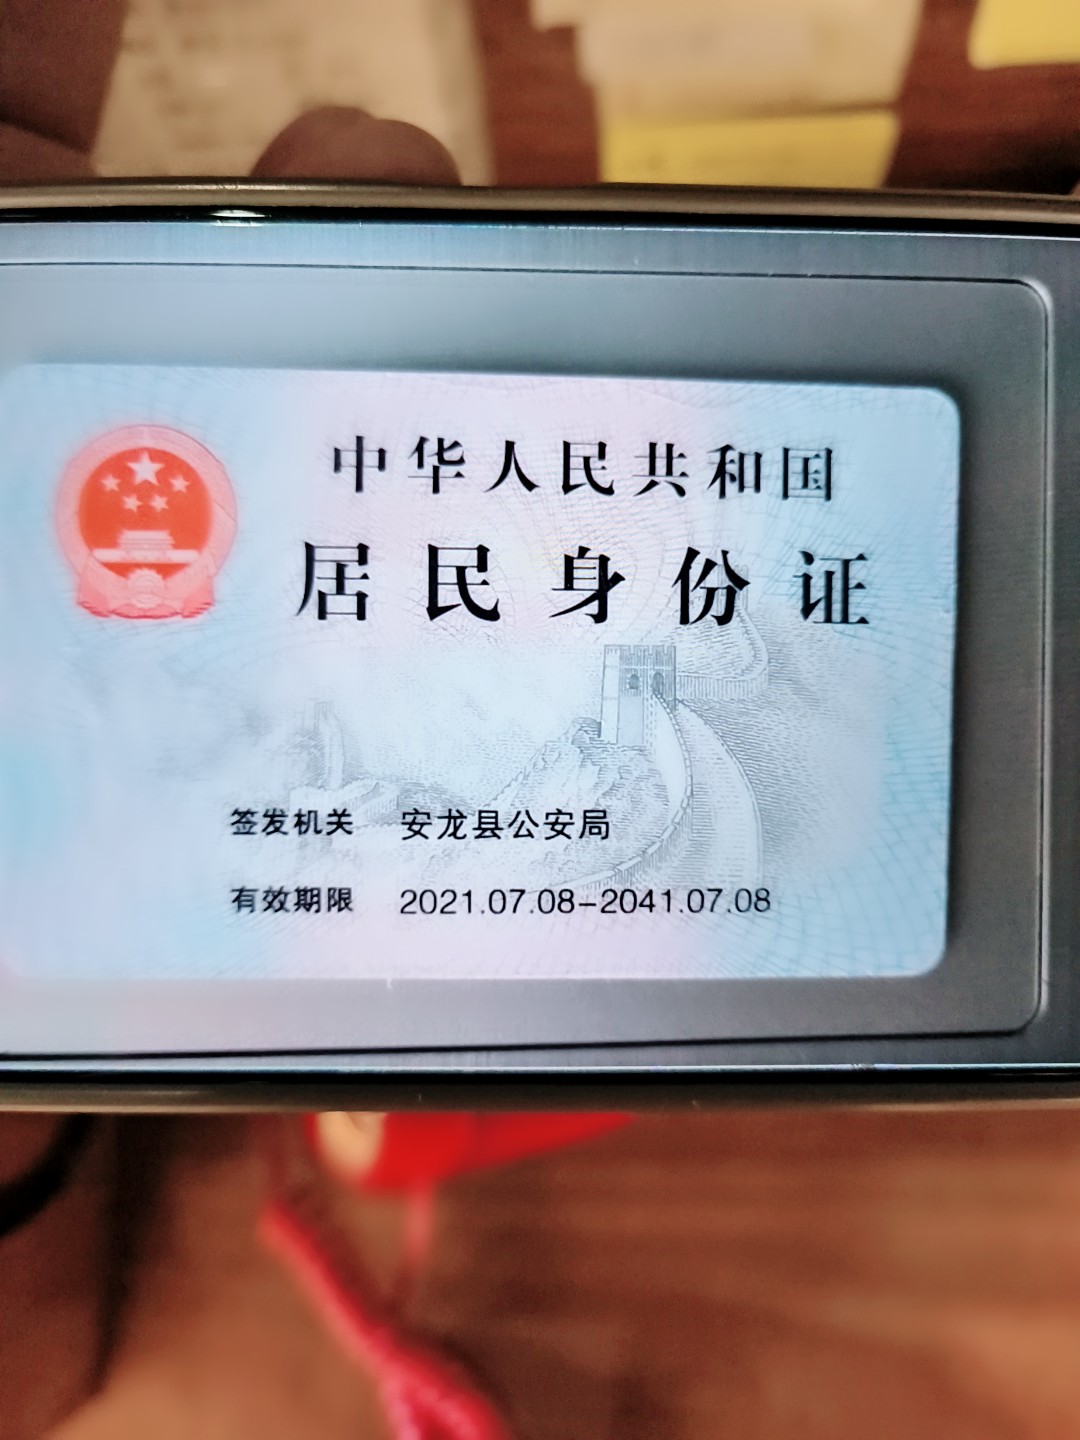 中华人民共和国
居民身份证
签发机关 安龙县公安局
有效期限 2021.07.08-2041.07.08